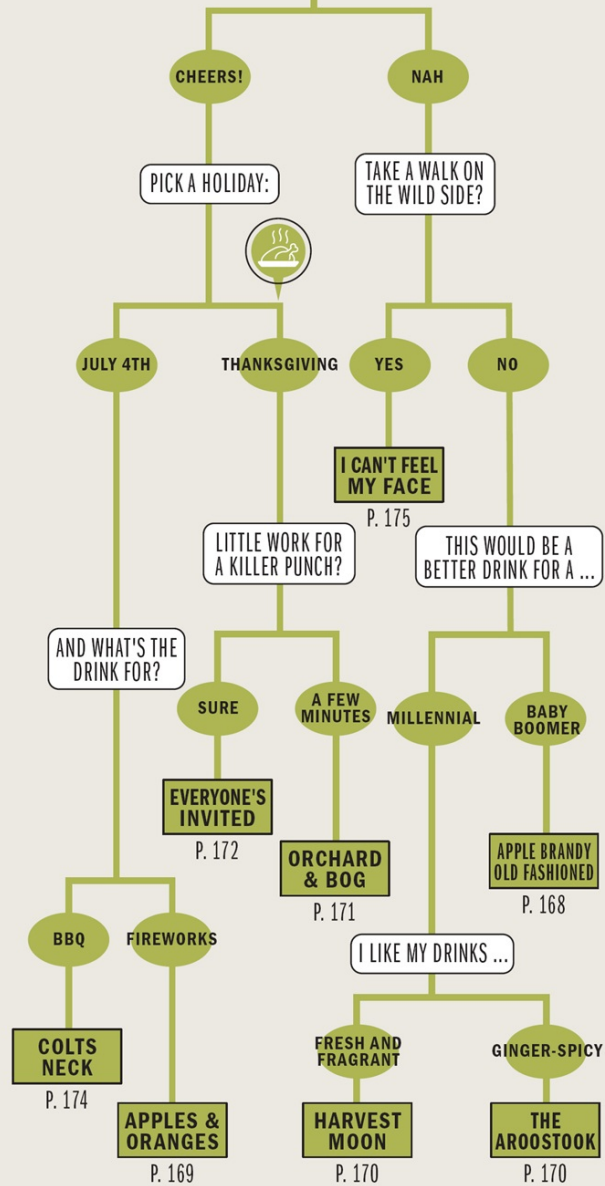 CHEERS!
NAH
PICK A HOLIDAY:
TAKE A WALK ON
THE WILD SIDE?
JULY 4TH
THANKSGIVING
YES
NO
I CAN'T FEEL
MY FACE
P. 175
LITTLE WORK FOR
A KILLER PUNCH?
THIS WOULD BE A
BETTER DRINK FOR A ...
AND WHAT'S THE
DRINK FOR?
SURE
A FEW
MINUTES
MILLENNIAL
BABY
BOOMER
EVERYONE'S
INVITED
P. 172
ORCHARD
& BOG
P. 171
APPLE BRANDY
OLD FASHIONED
P. 168
BBQ
FIREWORKS
I LIKE MY DRINKS ...
COLTS
NECK
P. 174
FRESH AND
FRAGRANT
GINGER-SPICY
APPLES &
ORANGES
P. 169
HARVEST
MOON
P. 170
THE
AROOSTOOK
P. 170